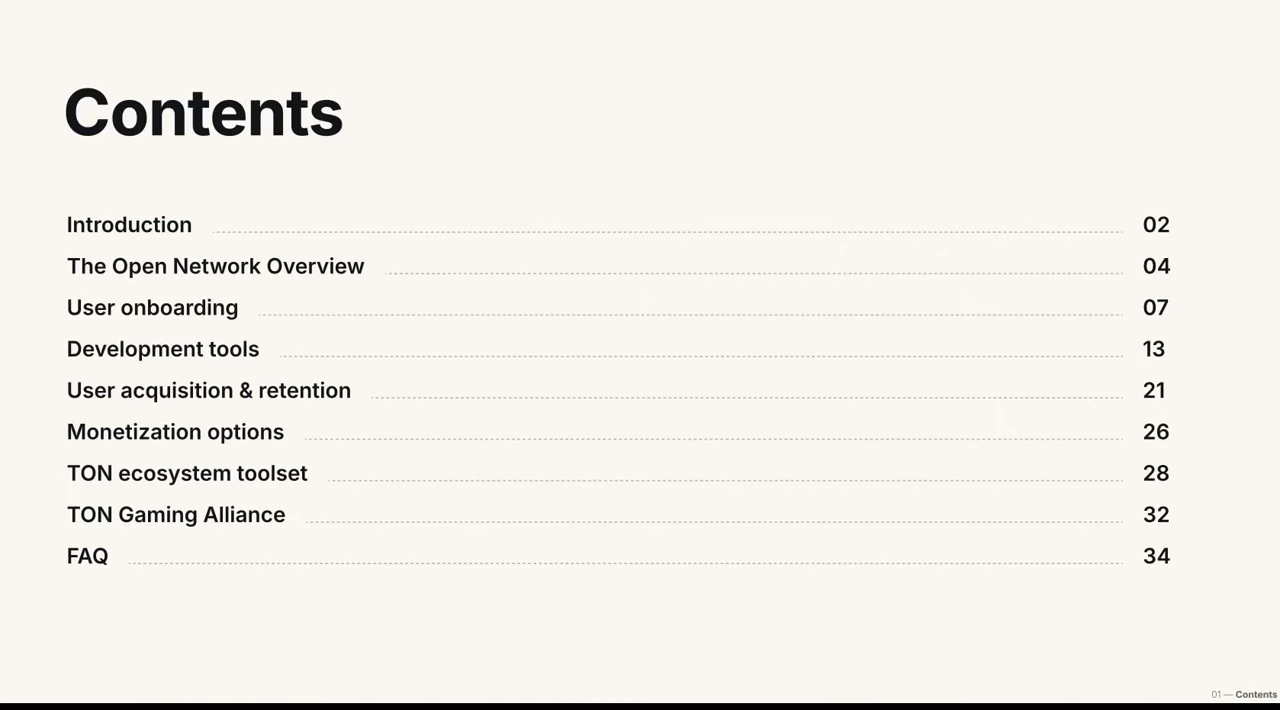 Contents
Introduction 02
The Open Network Overview 04
User onboarding 07
Development tools 13
User acquisition & retention 21
Monetization options 26
TON ecosystem toolset 28
TON Gaming Alliance 32
FAQ 34
01 — Contents